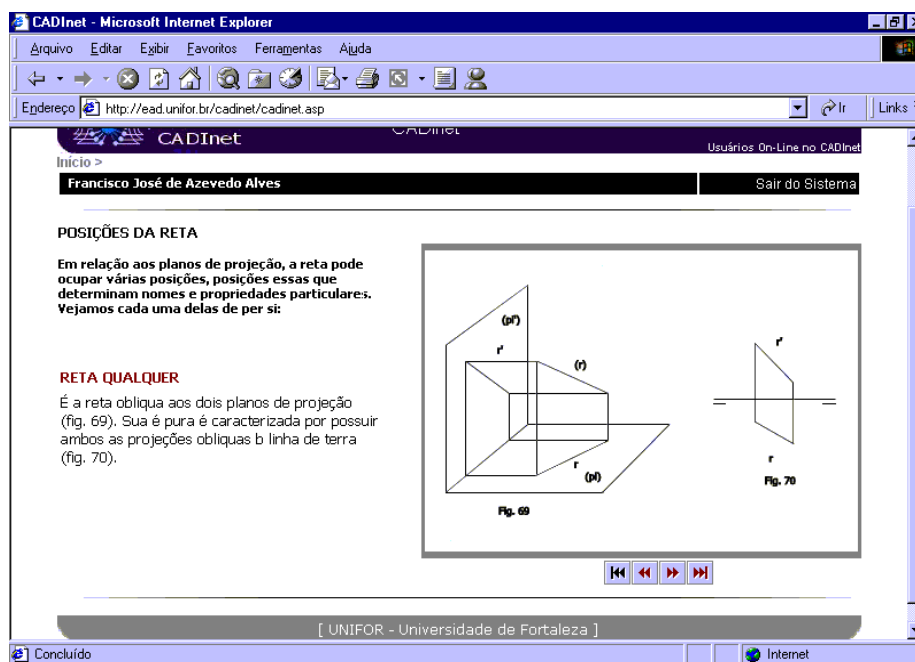 CADInet - Microsoft Internet Explorer
Arquivo Editar Exibir Favoritos Ferramentas Ajuda
Endereço http://ead.unifor.br/cadinet/cadinet.asp Ir Links
CADInet CADInet
Usuários On-Line no CADInet
Início >
Francisco José de Azevedo Alves Sair do Sistema
POSIÇÕES DA RETA
Em relação aos planos de projeção, a reta pode
ocupar várias posições, posições essas que
determinam nomes e propriedades particulares.
Vejamos cada uma delas de per si:
RETA QUALQUER
É a reta obliqua aos dois planos de projeção
(fig. 69). Sua é pura é caracterizada por possuir
ambos as projeções obliquas b linha de terra
(fig. 70).
(pi')
r'
(r)
r
(pi)
Fig. 69
r'
r
Fig. 70
[ UNIFOR - Universidade de Fortaleza ]
Concluído Internet